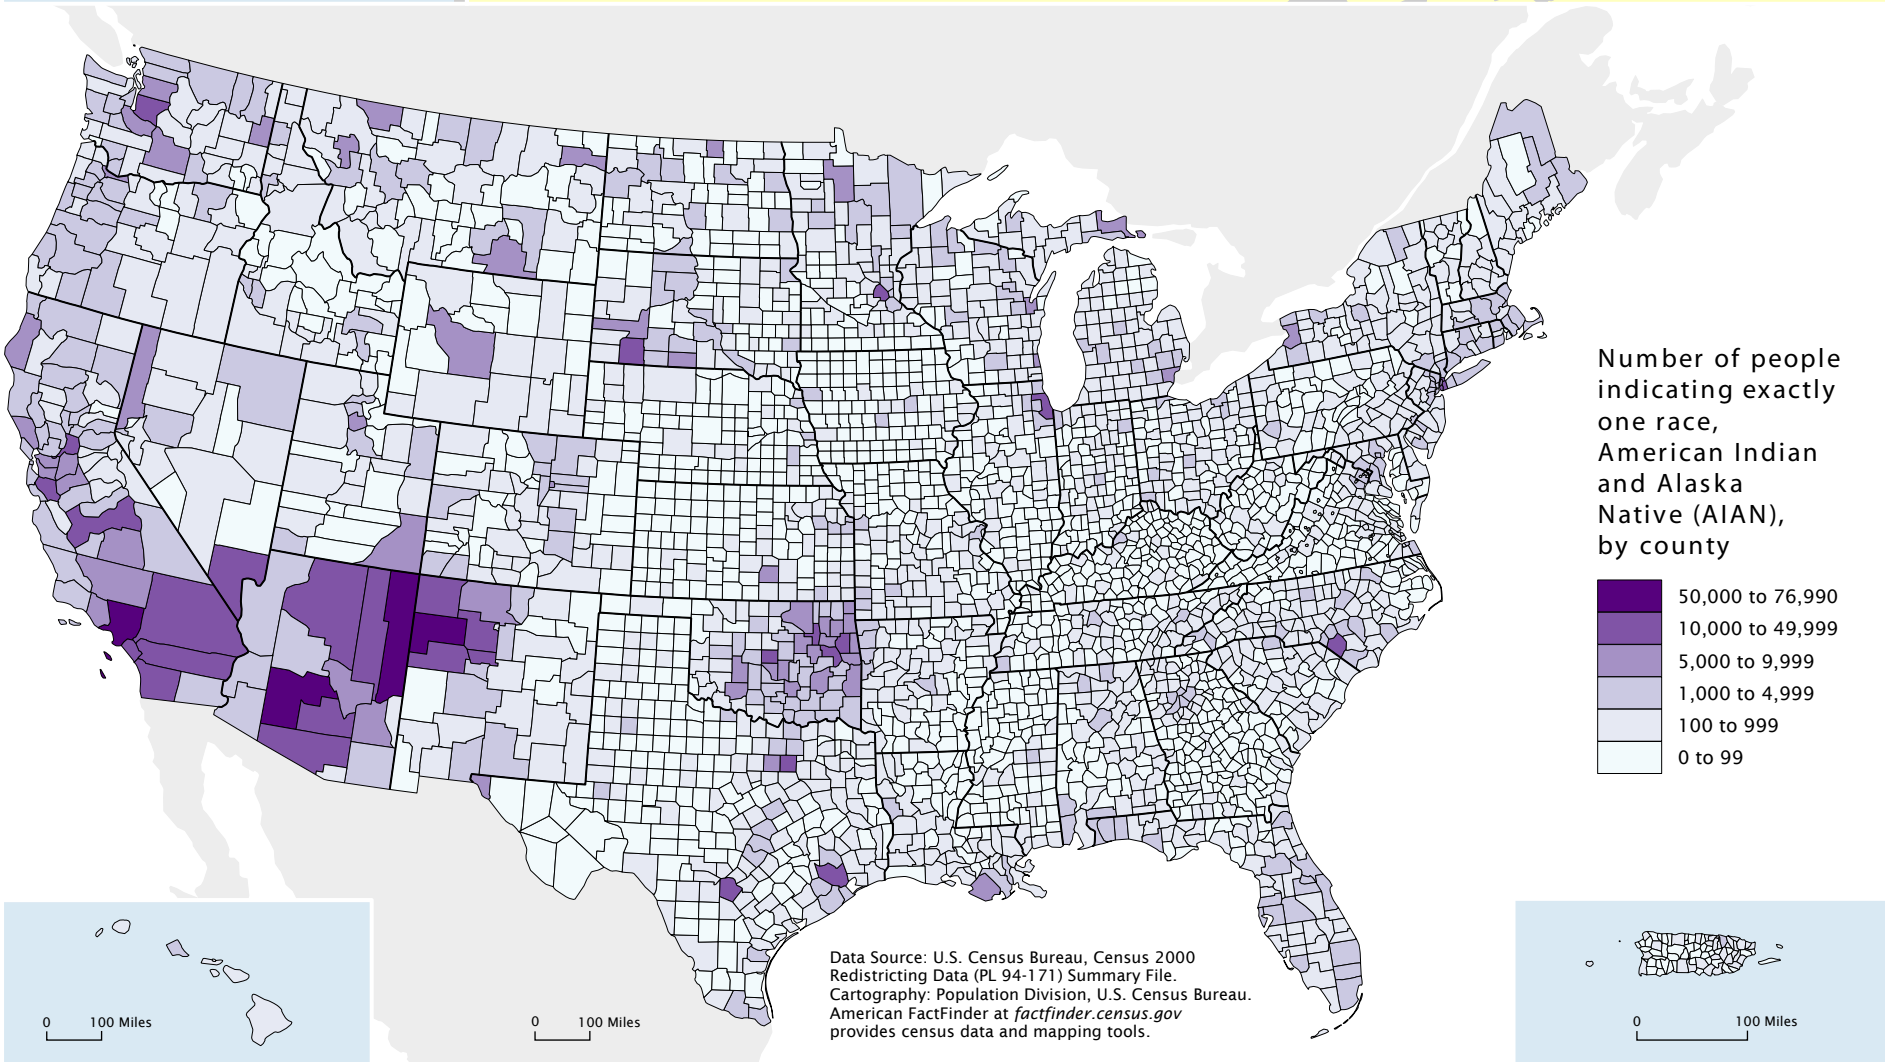 Number of people
indicating exactly
one race,
American Indian
and Alaska
Native (AIAN),
by county
50,000 to 76,990
10,000 to 49,999
5,000 to 9,999
1,000 to 4,999
100 to 999
0 to 99
Data Source: U.S. Census Bureau, Census 2000
Redistricting Data (PL 94-171) Summary File.
Cartography: Population Division, U.S. Census Bureau.
American FactFinder at factfinder.census.gov
provides census data and mapping tools.
0 100 Miles
0 100 Miles
0 100 Miles